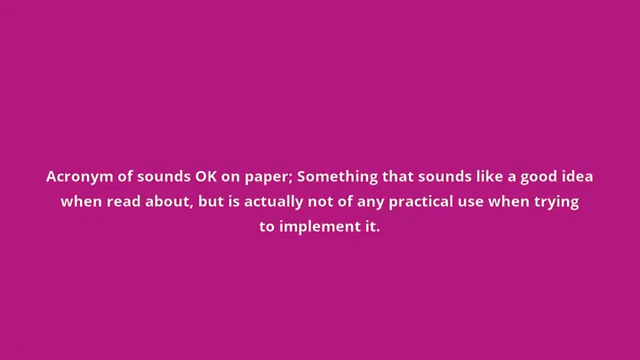 Acronym of sounds OK on paper; Something that sounds like a good idea
when read about, but is actually not of any practical use when trying
to implement it.